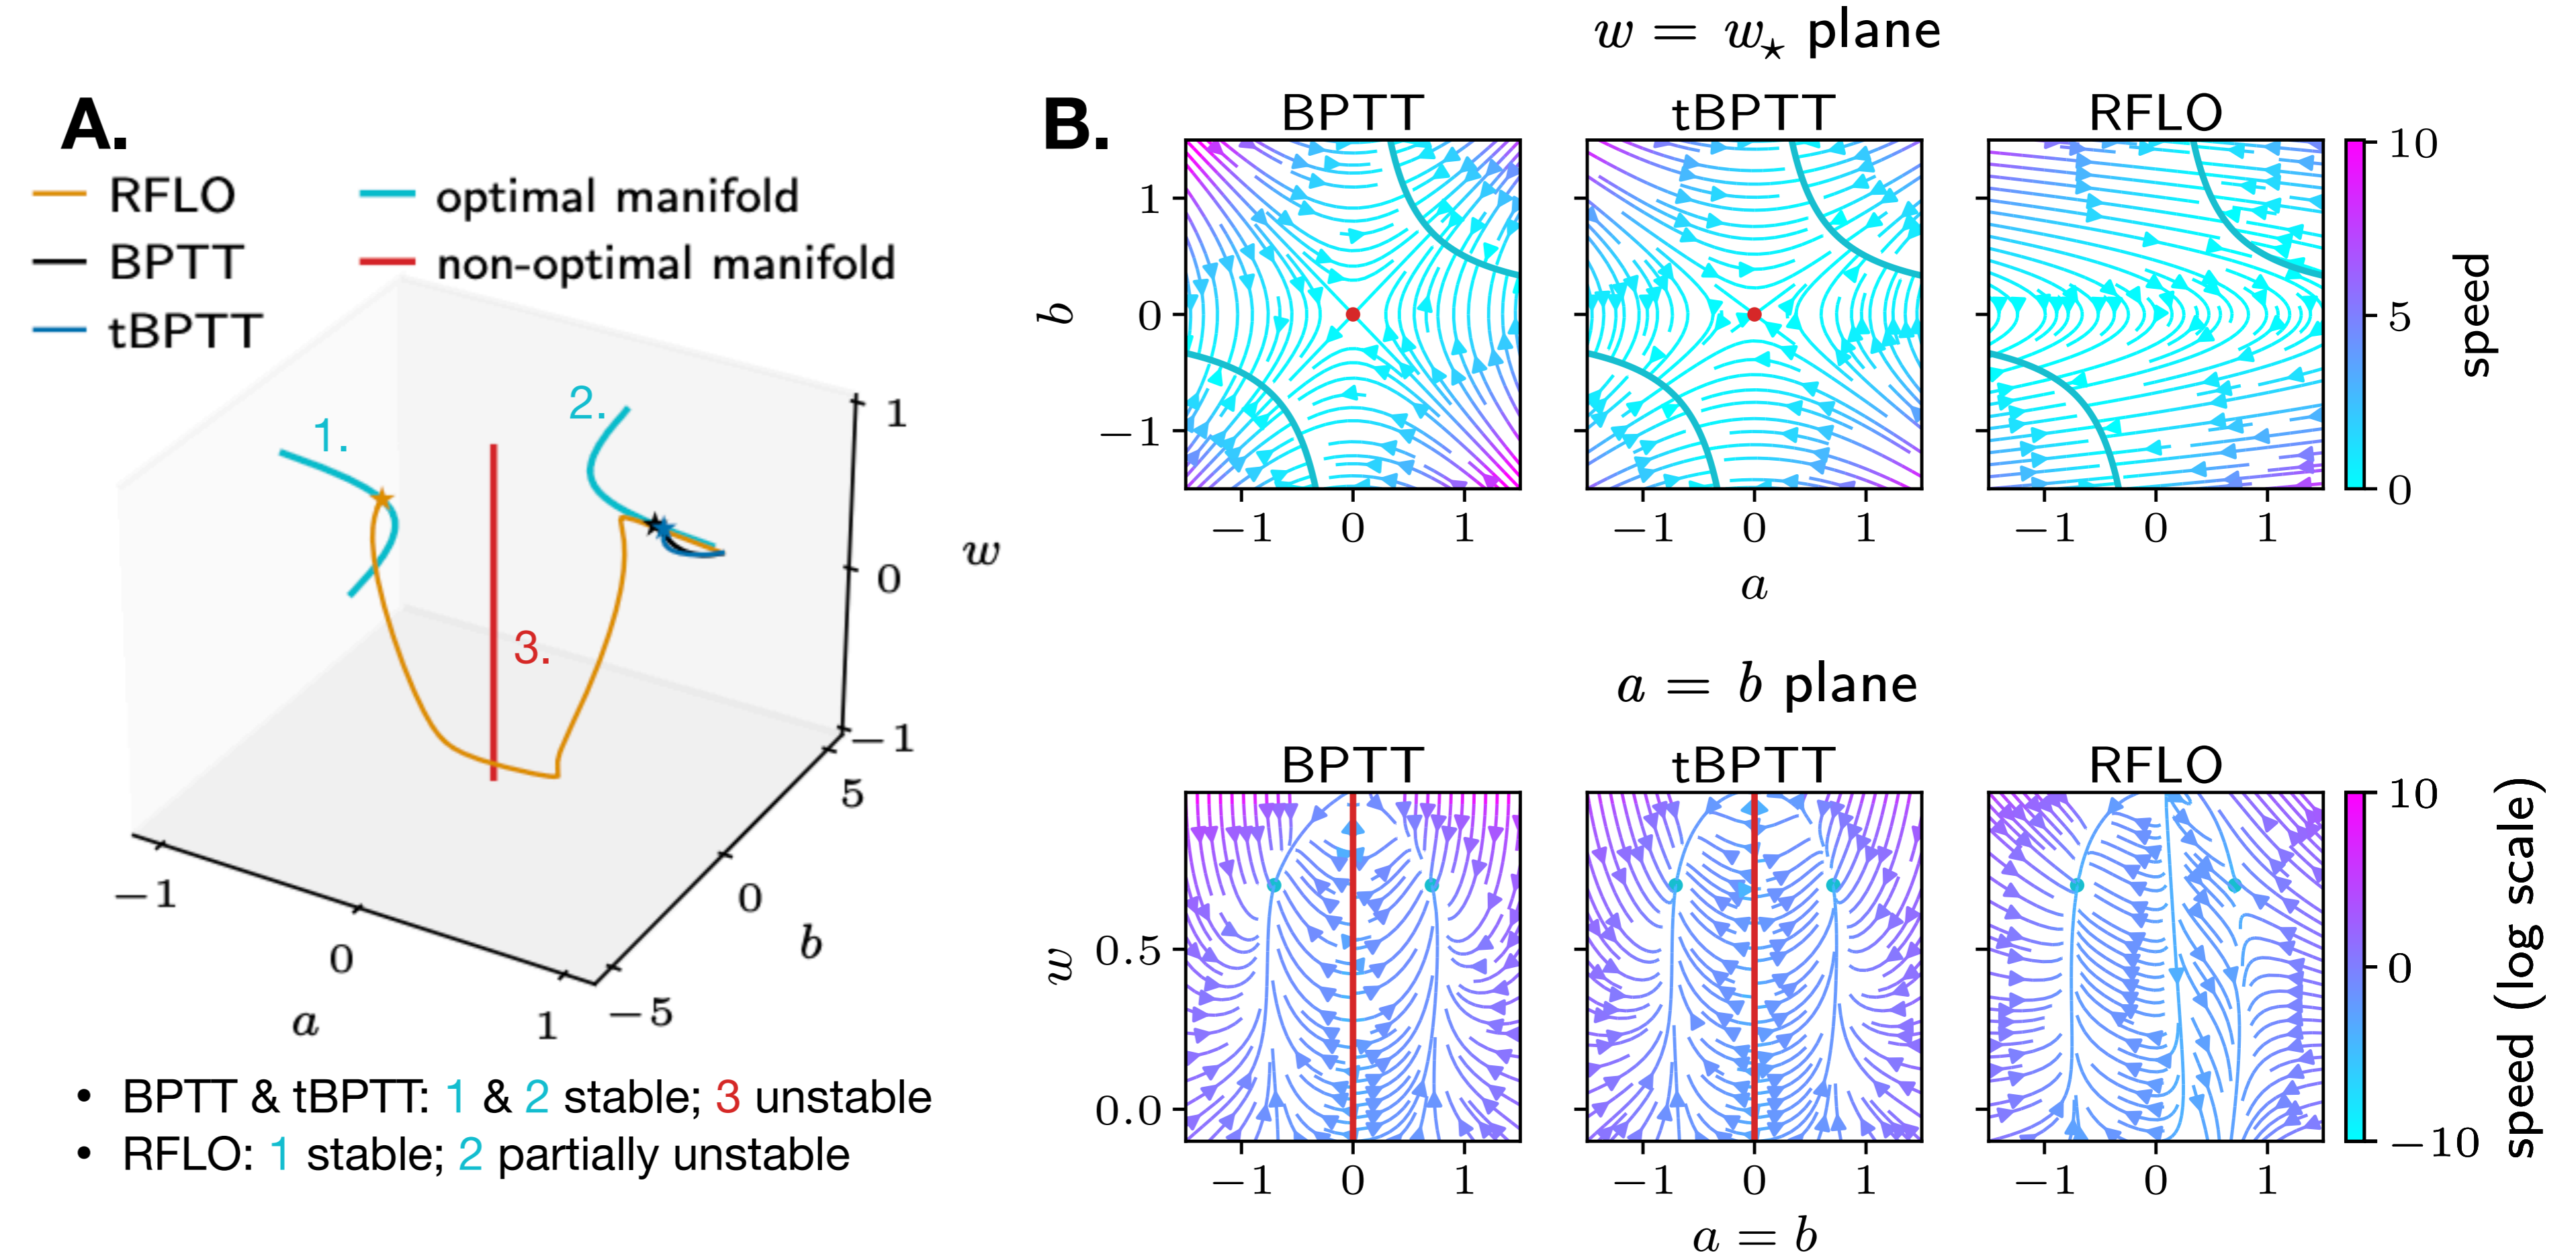 A.
RFLO
BPTT
tBPTT
optimal manifold
non-optimal manifold
1.
2.
3.
1
0
−1
w
5
0
−5
b
−1
0
1
a
• BPTT & tBPTT: 1 & 2 stable; 3 unstable
• RFLO: 1 stable; 2 partially unstable
B.
w = w⋆ plane
BPTT
tBPTT
RFLO
1
0
−1
b
−1 0 1
−1 0 1
−1 0 1
a
10
5
0
speed
a = b plane
BPTT
tBPTT
RFLO
0.5
0.0
w
−1 0 1
−1 0 1
−1 0 1
a = b
10
0
−10
speed (log scale)